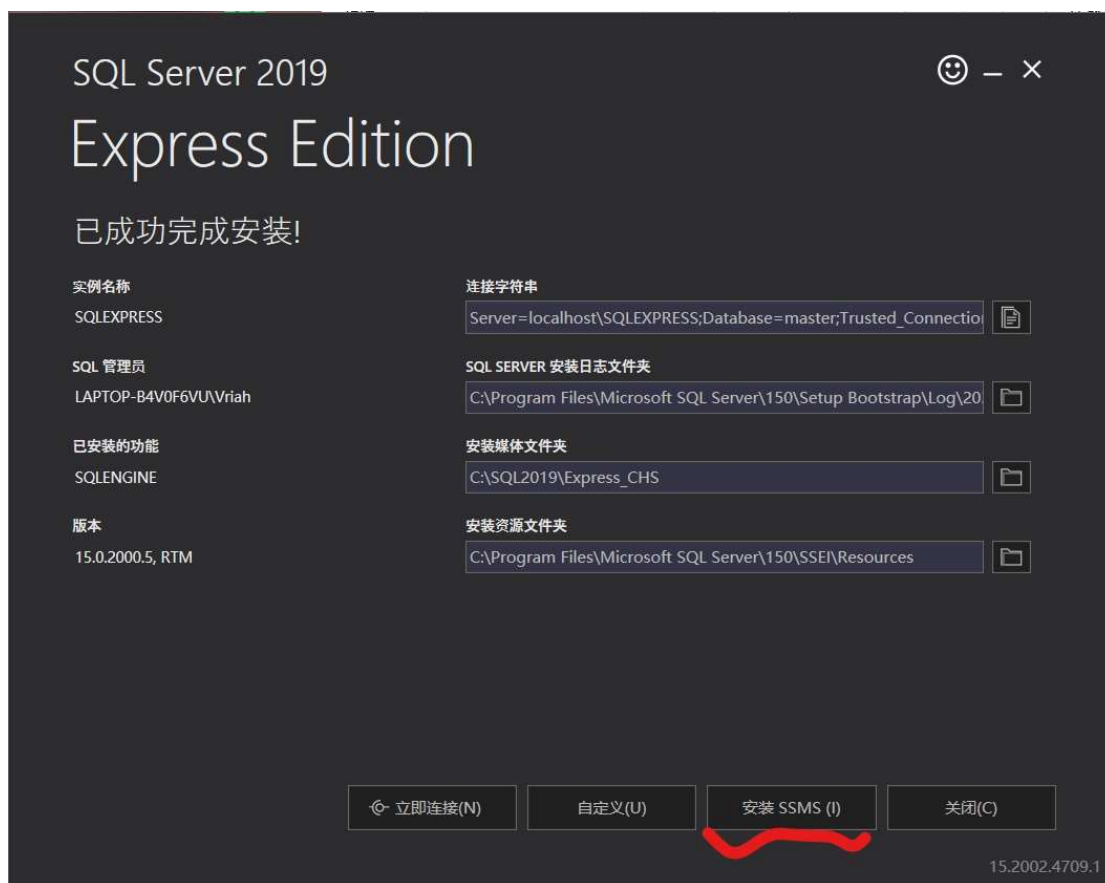 SQL Server 2019
Express Edition
已成功完成安装!
实例名称
SQLEXPRESS
连接字符串
Server=localhost\SQLEXPRESS;Database=master;Trusted_Connection
SQL 管理员
LAPTOP-B4V0F6VU\Vriah
SQL SERVER 安装日志文件夹
C:\Program Files\Microsoft SQL Server\150\Setup Bootstrap\Log\20
已安装的功能
SQLENGINE
安装媒体文件夹
C:\SQL2019\Express_CHS
版本
15.0.2000.5, RTM
安装资源文件夹
C:\Program Files\Microsoft SQL Server\150\SSEI\Resources
立即连接(N)
自定义(U)
安装 SSMS (I)
关闭(C)
15.2002.4709.1